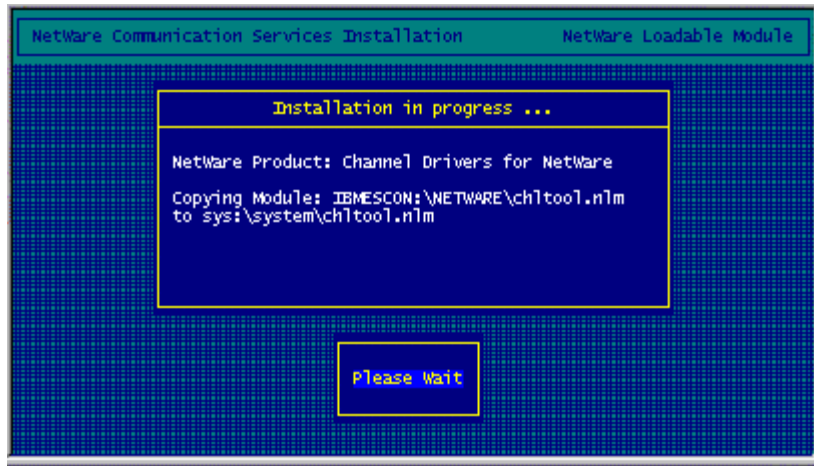 NetWare Communication Services Installation NetWare Loadable Module
Installation in progress ...
NetWare Product: Channel Drivers for NetWare
Copying Module: IBMESCON:\NETWARE\chltool.nlm
to sys:\system\chltool.nlm
Please Wait